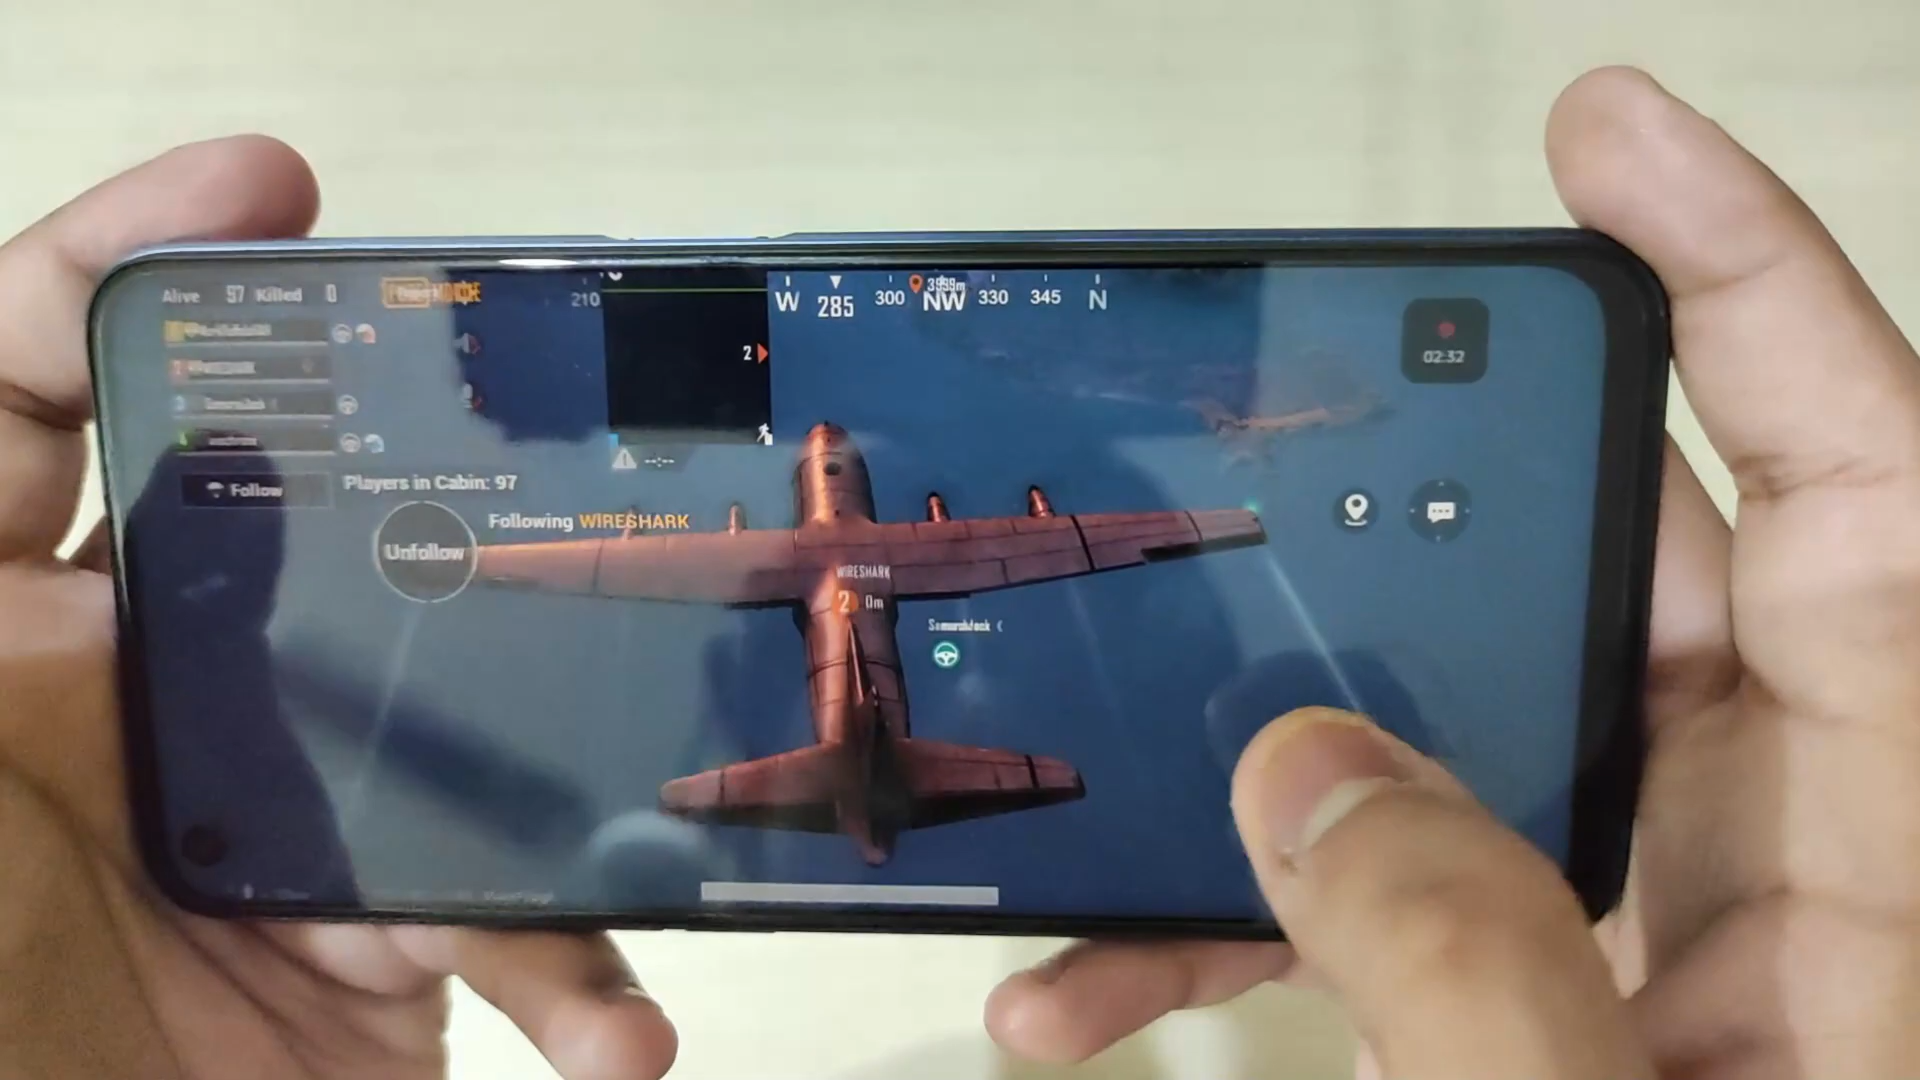 Alive 97 Killed 0
210
W 285 300 NW 330 345 N
3999m
2
02:32
--:--
Follow
Players in Cabin: 97
Following WIRESHARK
Unfollow
WIRESHARK
2 0m